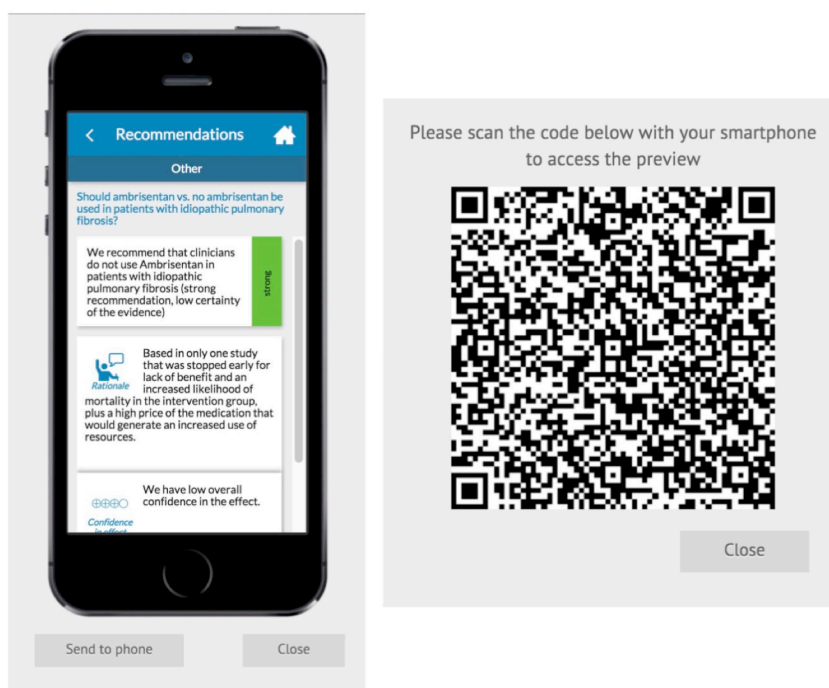 Recommendations
Other
Should ambrisentan vs. no ambrisentan be
used in patients with idiopathic pulmonary
fibrosis?
We recommend that clinicians
do not use Ambrisentan in
patients with idiopathic
pulmonary fibrosis (strong
recommendation, low certainty
of the evidence)
strong
Based in only one study
that was stopped early for
lack of benefit and an
Rationale increased likelihood of
mortality in the intervention group,
plus a high price of the medication that
would generate an increased use of
resources.
We have low overall
confidence in the effect.
Confidence
in effect
Send to phone
Close
Please scan the code below with your smartphone
to access the preview
Close